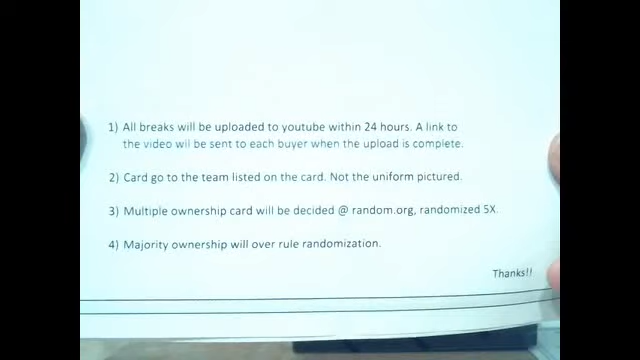 1) All breaks will be uploaded to youtube within 24 hours. A link to
the video wil be sent to each buyer when the upload is complete.
2) Card go to the team listed on the card. Not the uniform pictured.
3) Multiple ownership card will be decided @ random.org, randomized 5X.
4) Majority ownership will over rule randomization.
Thanks!!